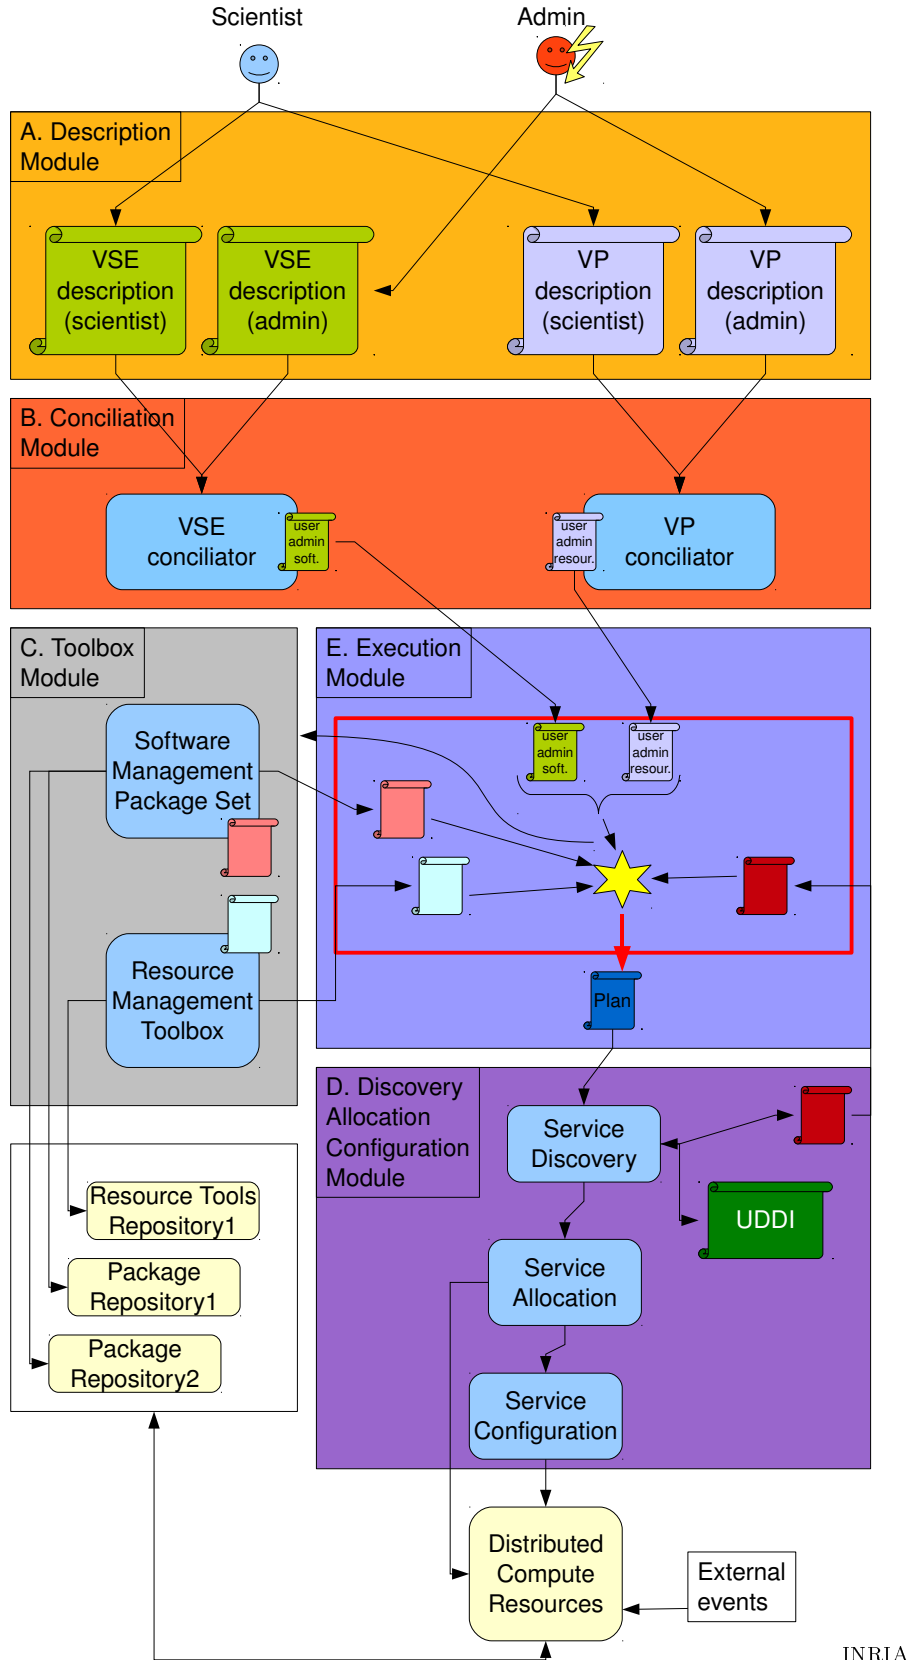 Scientist
Admin
A. Description
Module
VSE
description
(scientist)
VSE
description
(admin)
VP
description
(scientist)
VP
description
(admin)
B. Conciliation
Module
VSE
conciliator
user
admin
soft.
user
admin
resour.
VP
conciliator
C. Toolbox
Module
E. Execution
Module
Software
Management
Package Set
user
admin
soft.
user
admin
resour.
Resource
Management
Toolbox
Plan
D. Discovery
Allocation
Configuration
Module
Service
Discovery
UDDI
Resource Tools
Repository1
Package
Repository1
Package
Repository2
Service
Allocation
Service
Configuration
Distributed
Compute
Resources
External
events
INRIA